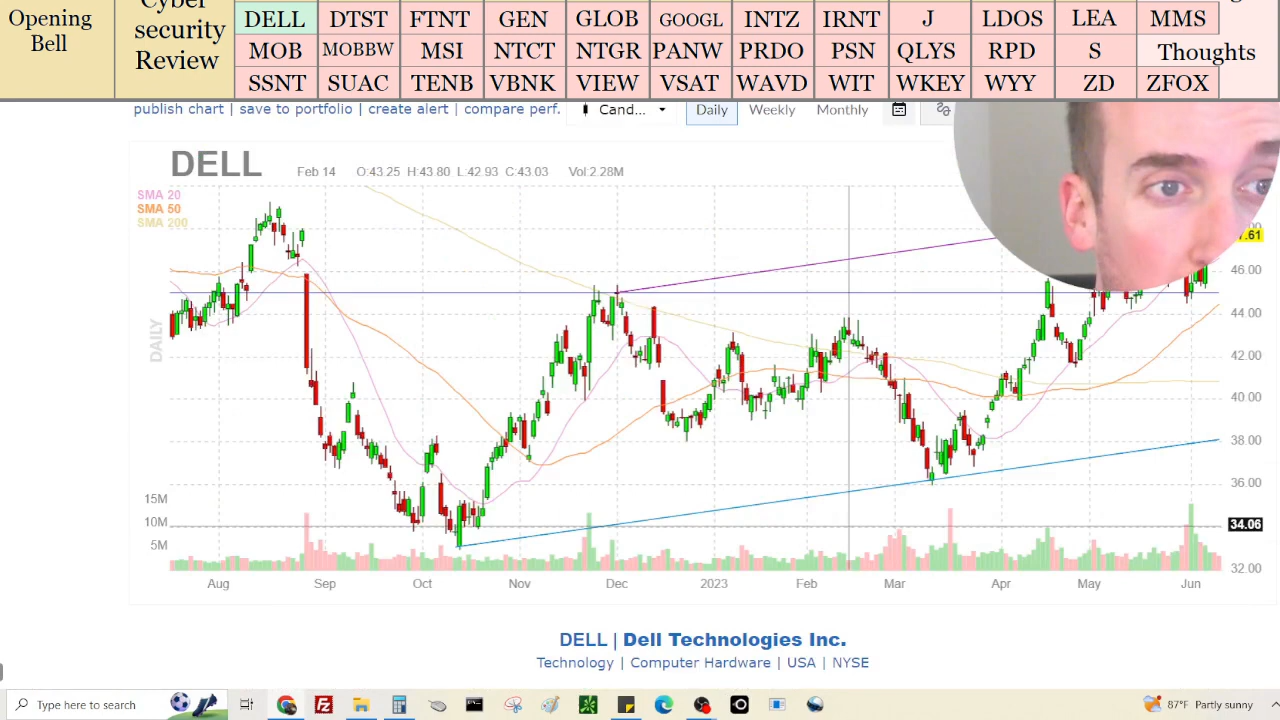 Opening
Bell
Cyber
security
Review
DELL DTST FTNT GEN GLOB GOOGL INTZ IRNT J LDOS LEA MMS
MOB MOBBW MSI NTCT NTGR PANW PRDO PSN QLYS RPD S Thoughts
SSNT SUAC TENB VBNK VIEW VSAT WAVD WIT WKEY WYY ZD ZFOX
publish chart | save to portfolio | create alert | compare perf. Cand... Daily Weekly Monthly
DELL Feb 14 O:43.25 H:43.80 L:42.93 C:43.03 Vol:2.28M
SMA 20
SMA 50
SMA 200
.61
46.00
44.00
42.00
40.00
38.00
36.00
34.06
32.00
DAILY
15M
10M
5M
Aug Sep Oct Nov Dec 2023 Feb Mar Apr May Jun
DELL | Dell Technologies Inc.
Technology | Computer Hardware | USA | NYSE
Type here to search
87°F Partly sunny